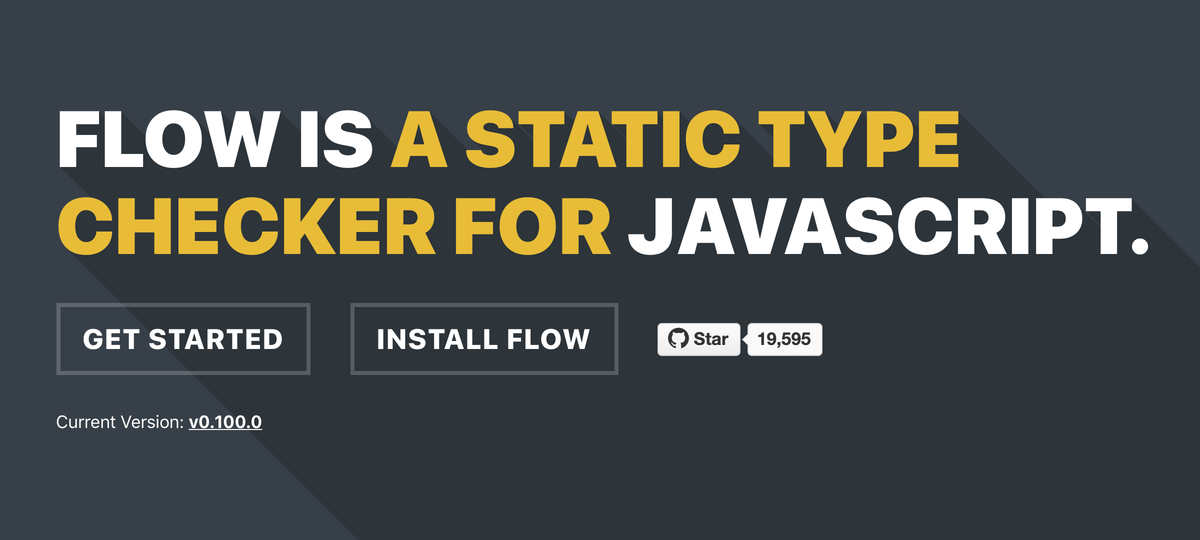 FLOW IS A STATIC TYPE
CHECKER FOR JAVASCRIPT.
GET STARTED INSTALL FLOW Star 19,595
Current Version: v0.100.0